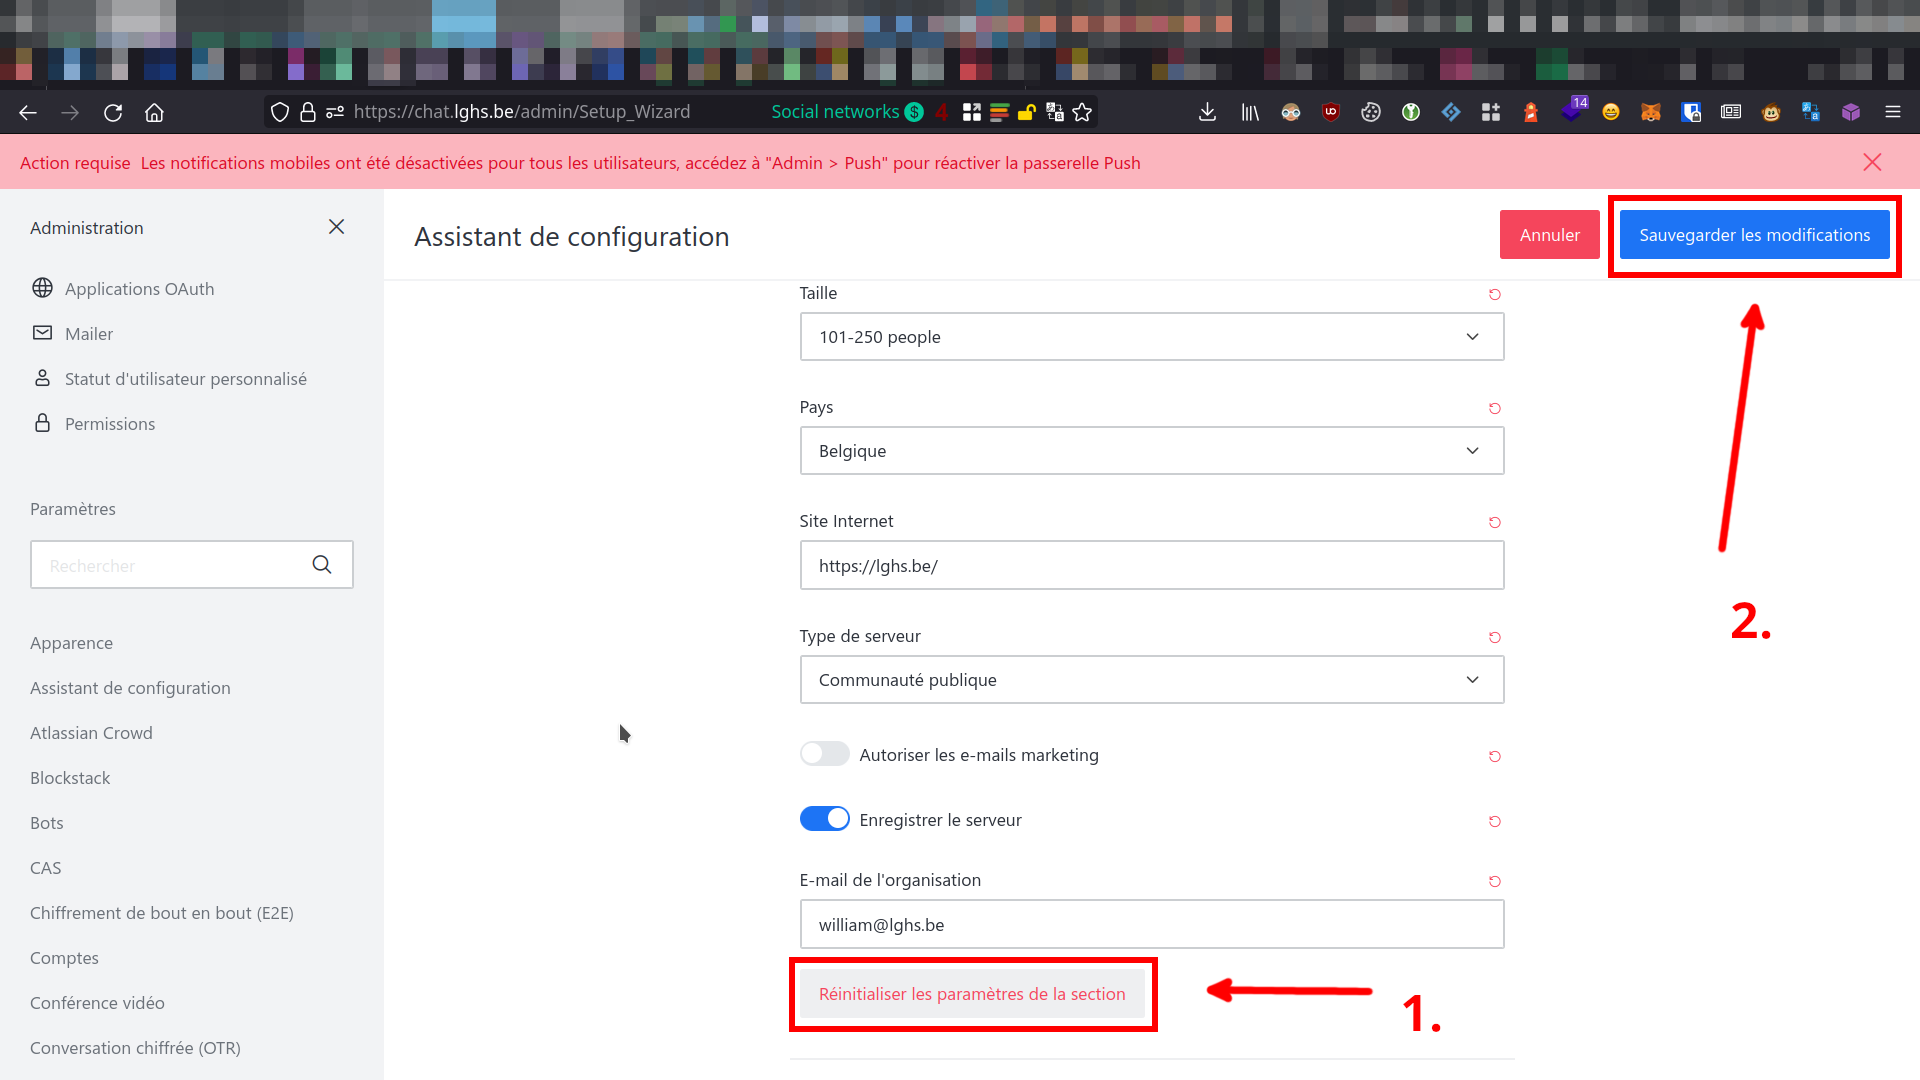 https://chat.lghs.be/admin/Setup_Wizard
Social networks
4
14
Action requise Les notifications mobiles ont été désactivées pour tous les utilisateurs, accédez à "Admin > Push" pour réactiver la passerelle Push
Administration
Applications OAuth
Mailer
Statut d'utilisateur personnalisé
Permissions
Paramètres
Rechercher
Apparence
Assistant de configuration
Atlassian Crowd
Blockstack
Bots
CAS
Chiffrement de bout en bout (E2E)
Comptes
Conférence vidéo
Conversation chiffrée (OTR)
Assistant de configuration
Annuler
Sauvegarder les modifications
Taille
101-250 people
Pays
Belgique
Site Internet
https://lghs.be/
Type de serveur
Communauté publique
Autoriser les e-mails marketing
Enregistrer le serveur
E-mail de l'organisation
william@lghs.be
Réinitialiser les paramètres de la section
1.
2.